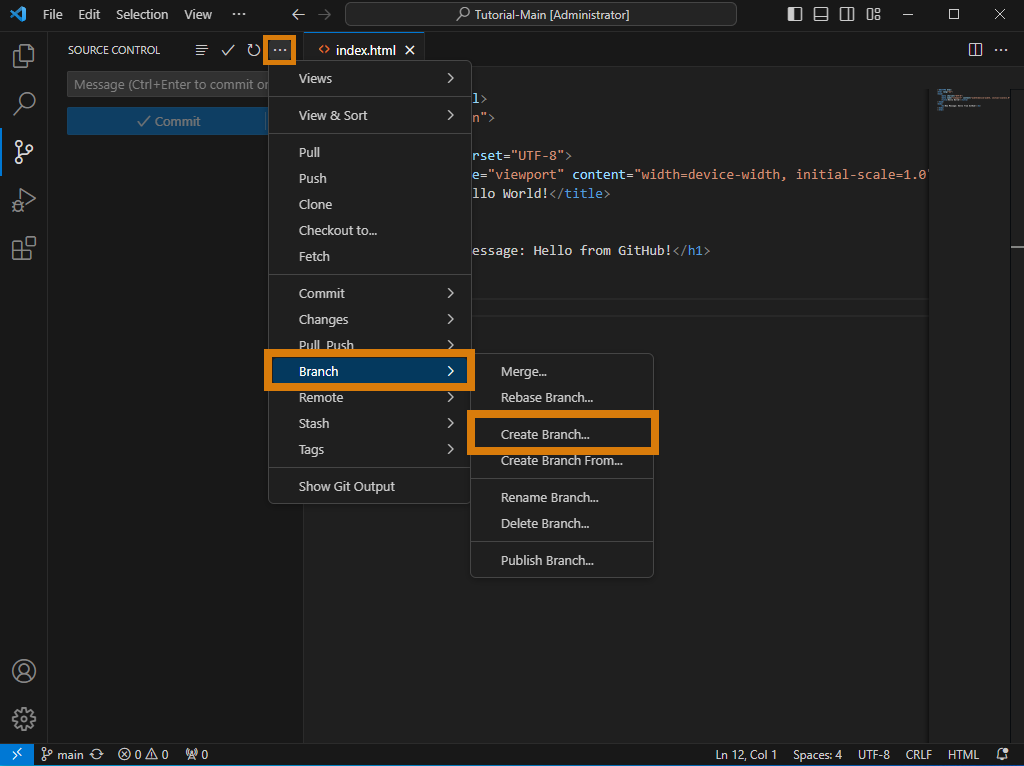 File Edit Selection View ··· Tutorial-Main [Administrator]
SOURCE CONTROL
index.html
Message (Ctrl+Enter to commit or
Commit
Views
View & Sort
Pull
Push
Clone
Checkout to...
Fetch
Commit
Changes
Pull, Push
Branch
Remote
Stash
Tags
Show Git Output
Merge...
Rebase Branch...
Create Branch...
Create Branch From...
Rename Branch...
Delete Branch...
Publish Branch...
l>
n">
rset="UTF-8">
e="viewport" content="width=device-width, initial-scale=1.0"
llo World!</title>
essage: Hello from GitHub!</h1>
main 0 0 0 Ln 12, Col 1 Spaces: 4 UTF-8 CRLF HTML